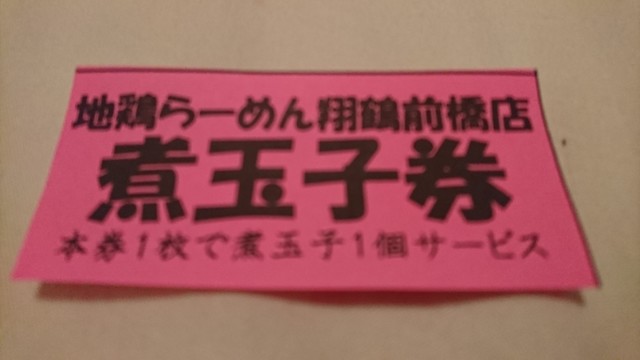 地鶏らーめん翔鶴前橋店
煮玉子券
本券1枚で煮玉子1個サービス